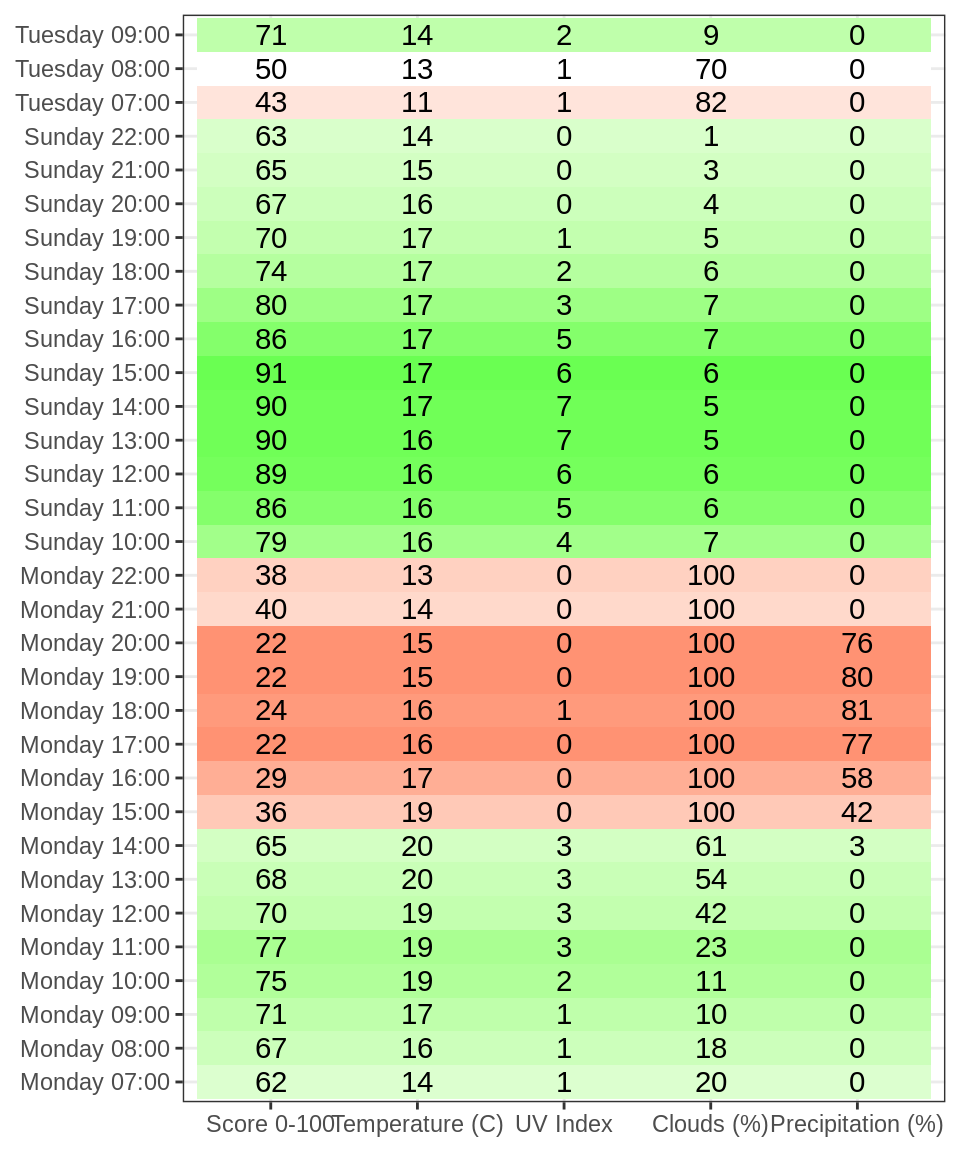 Tuesday 09:00 71 14 2 9 0
Tuesday 08:00 50 13 1 70 0
Tuesday 07:00 43 11 1 82 0
Sunday 22:00 63 14 0 1 0
Sunday 21:00 65 15 0 3 0
Sunday 20:00 67 16 0 4 0
Sunday 19:00 70 17 1 5 0
Sunday 18:00 74 17 2 6 0
Sunday 17:00 80 17 3 7 0
Sunday 16:00 86 17 5 7 0
Sunday 15:00 91 17 6 6 0
Sunday 14:00 90 17 7 5 0
Sunday 13:00 90 16 7 5 0
Sunday 12:00 89 16 6 6 0
Sunday 11:00 86 16 5 6 0
Sunday 10:00 79 16 4 7 0
Monday 22:00 38 13 0 100 0
Monday 21:00 40 14 0 100 0
Monday 20:00 22 15 0 100 76
Monday 19:00 22 15 0 100 80
Monday 18:00 24 16 1 100 81
Monday 17:00 22 16 0 100 77
Monday 16:00 29 17 0 100 58
Monday 15:00 36 19 0 100 42
Monday 14:00 65 20 3 61 3
Monday 13:00 68 20 3 54 0
Monday 12:00 70 19 3 42 0
Monday 11:00 77 19 3 23 0
Monday 10:00 75 19 2 11 0
Monday 09:00 71 17 1 10 0
Monday 08:00 67 16 1 18 0
Monday 07:00 62 14 1 20 0
Score 0-100 Temperature (C) UV Index Clouds (%) Precipitation (%)